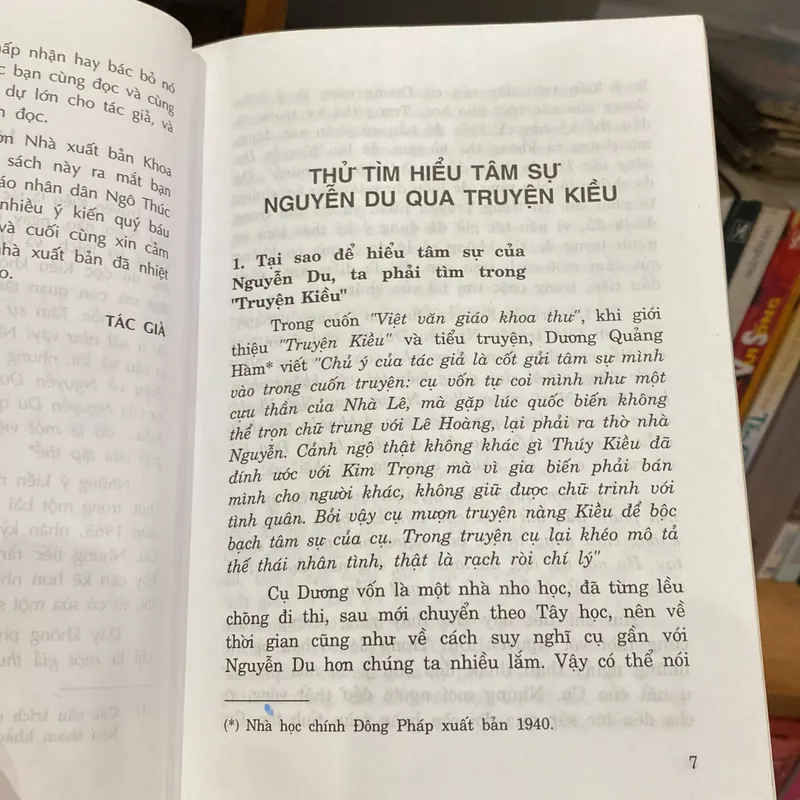 ấp nhận hay bác bỏ nó
bạn cùng đọc và cùng
dự lớn cho tác giả, và
đọc.
Nhà xuất bản Khoa
sách này ra mắt bạn
áo nhân dân Ngô Thúc
nhiều ý kiến quý báu
và cuối cùng xin cảm
nhà xuất bản đã nhiệt
TÁC GIẢ
THỬ TÌM HIỂU TÂM SỰ
NGUYỄN DU QUA TRUYỆN KIỀU
1. Tại sao để hiểu tâm sự của
Nguyễn Du, ta phải tìm trong
"Truyện Kiều"
Trong cuốn "Việt văn giáo khoa thư", khi giới
thiệu "Truyện Kiều" và tiểu truyện, Dương Quảng
Hàm* viết "Chủ ý của tác giả là cốt gửi tâm sự mình
vào trong cuốn truyện: cụ vốn tự coi mình như một
cựu thần của Nhà Lê, mà gặp lúc quốc biến không
thể trọn chữ trung với Lê Hoàng, lại phải ra thờ nhà
Nguyễn. Cảnh ngộ thật không khác gì Thúy Kiều đã
đính ước với Kim Trọng mà vì gia biến phải bán
mình cho người khác, không giữ được chữ trinh với
tình quân. Bởi vậy cụ mượn truyện nàng Kiều để bộc
bạch tâm sự của cụ. Trong truyện cụ lại khéo mô tả
thế thái nhân tình, thật là rạch ròi chí lý"
Cụ Dương vốn là một nhà nho học, đã từng lều
chõng đi thi, sau mới chuyển theo Tây học, nên về
thời gian cũng như về cách suy nghĩ cụ gần với
Nguyễn Du hơn chúng ta nhiều lắm. Vậy có thể nói
(*) Nhà học chính Đông Pháp xuất bản 1940.
7